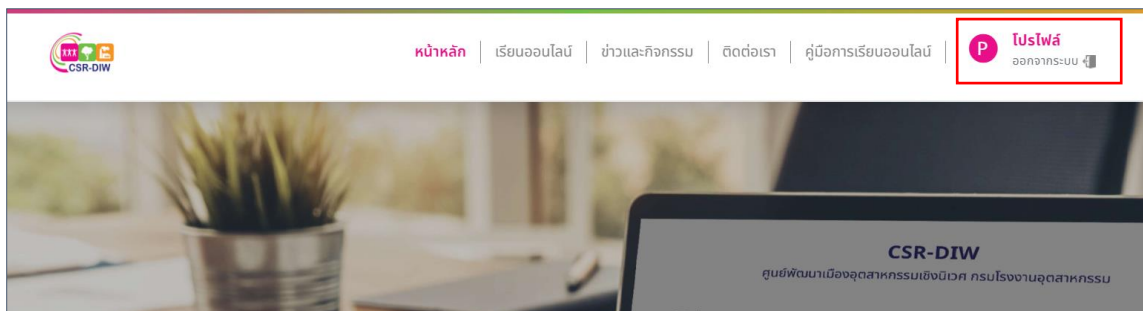 CSR-DIW
หน้าหลัก เรียนออนไลน์ ข่าวและกิจกรรม ติดต่อเรา คู่มือการเรียนออนไลน์
P โปรไฟล์
ออกจากระบบ
CSR-DIW
ศูนย์พัฒนาเมืองอุตสาหกรรมเชิงนิเวศ กรมโรงงานอุตสาหกรรม